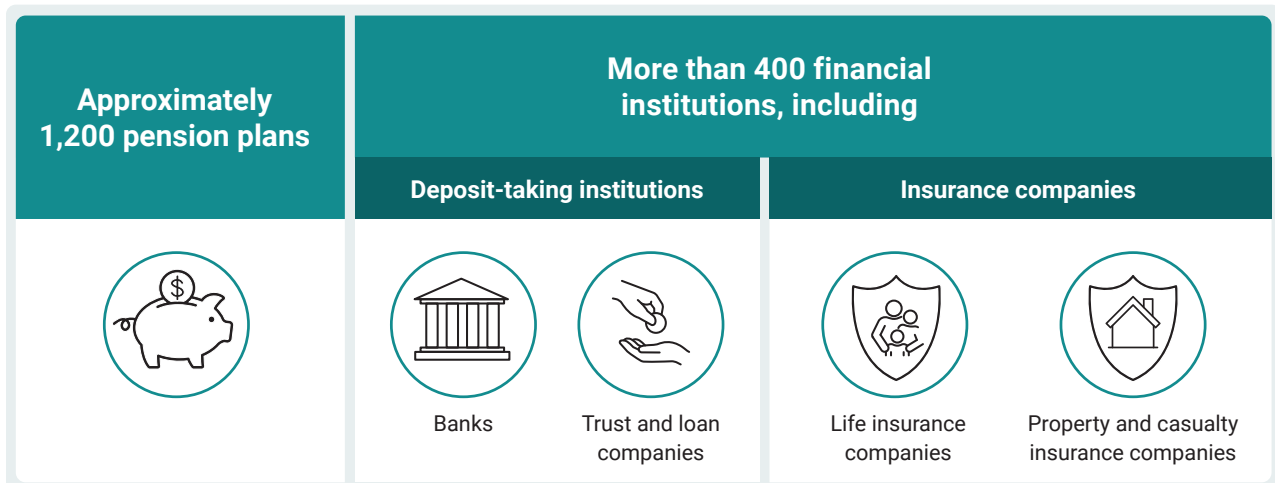 Approximately
1,200 pension plans
More than 400 financial
institutions, including
Deposit-taking institutions
Insurance companies
$
Banks
Trust and loan
companies
Life insurance
companies
Property and casualty
insurance companies